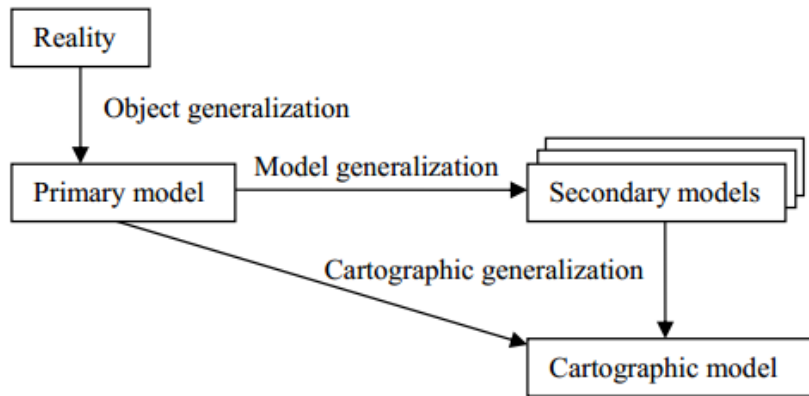 Reality
Object generalization
Model generalization
Primary model
Secondary models
Cartographic generalization
Cartographic model